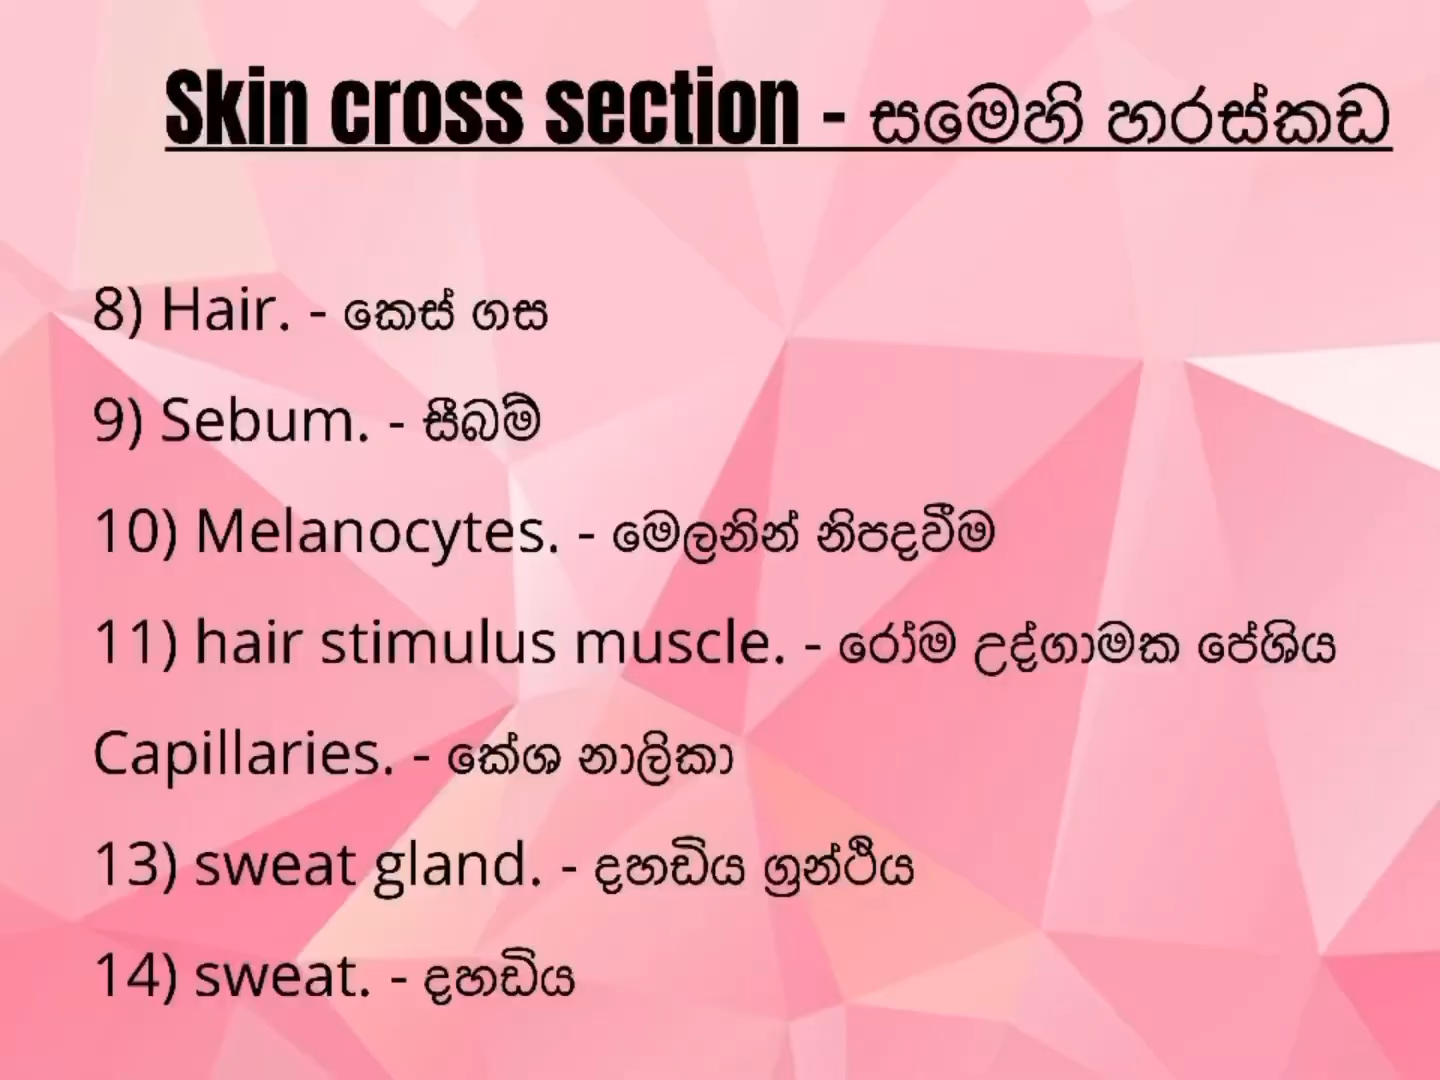 Skin cross section - සමෙහි හරස්කඩ
8) Hair. - කෙස් ගස
9) Sebum. - සීබම්
10) Melanocytes. - මෙලනින් නිපදවීම
11) hair stimulus muscle. - රෝම උද්ගාමක පේශිය
Capillaries. - කේශ නාලිකා
13) sweat gland. - දහඩිය ග්‍රන්ථිය
14) sweat. - දහඩිය